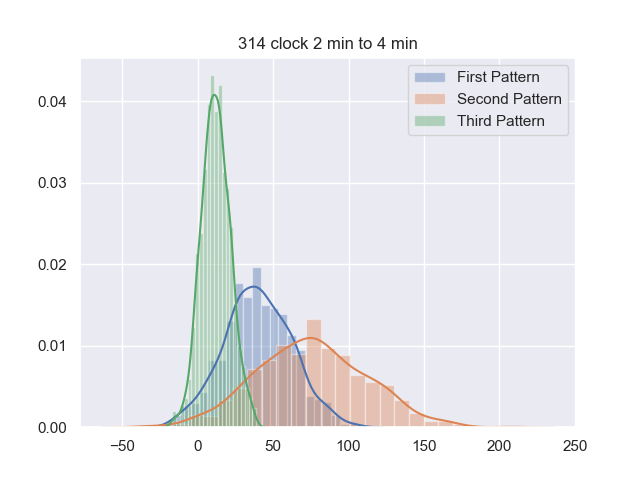 314 clock 2 min to 4 min
First Pattern
Second Pattern
Third Pattern
0.04
0.03
0.02
0.01
0.00
−50 0 50 100 150 200 250